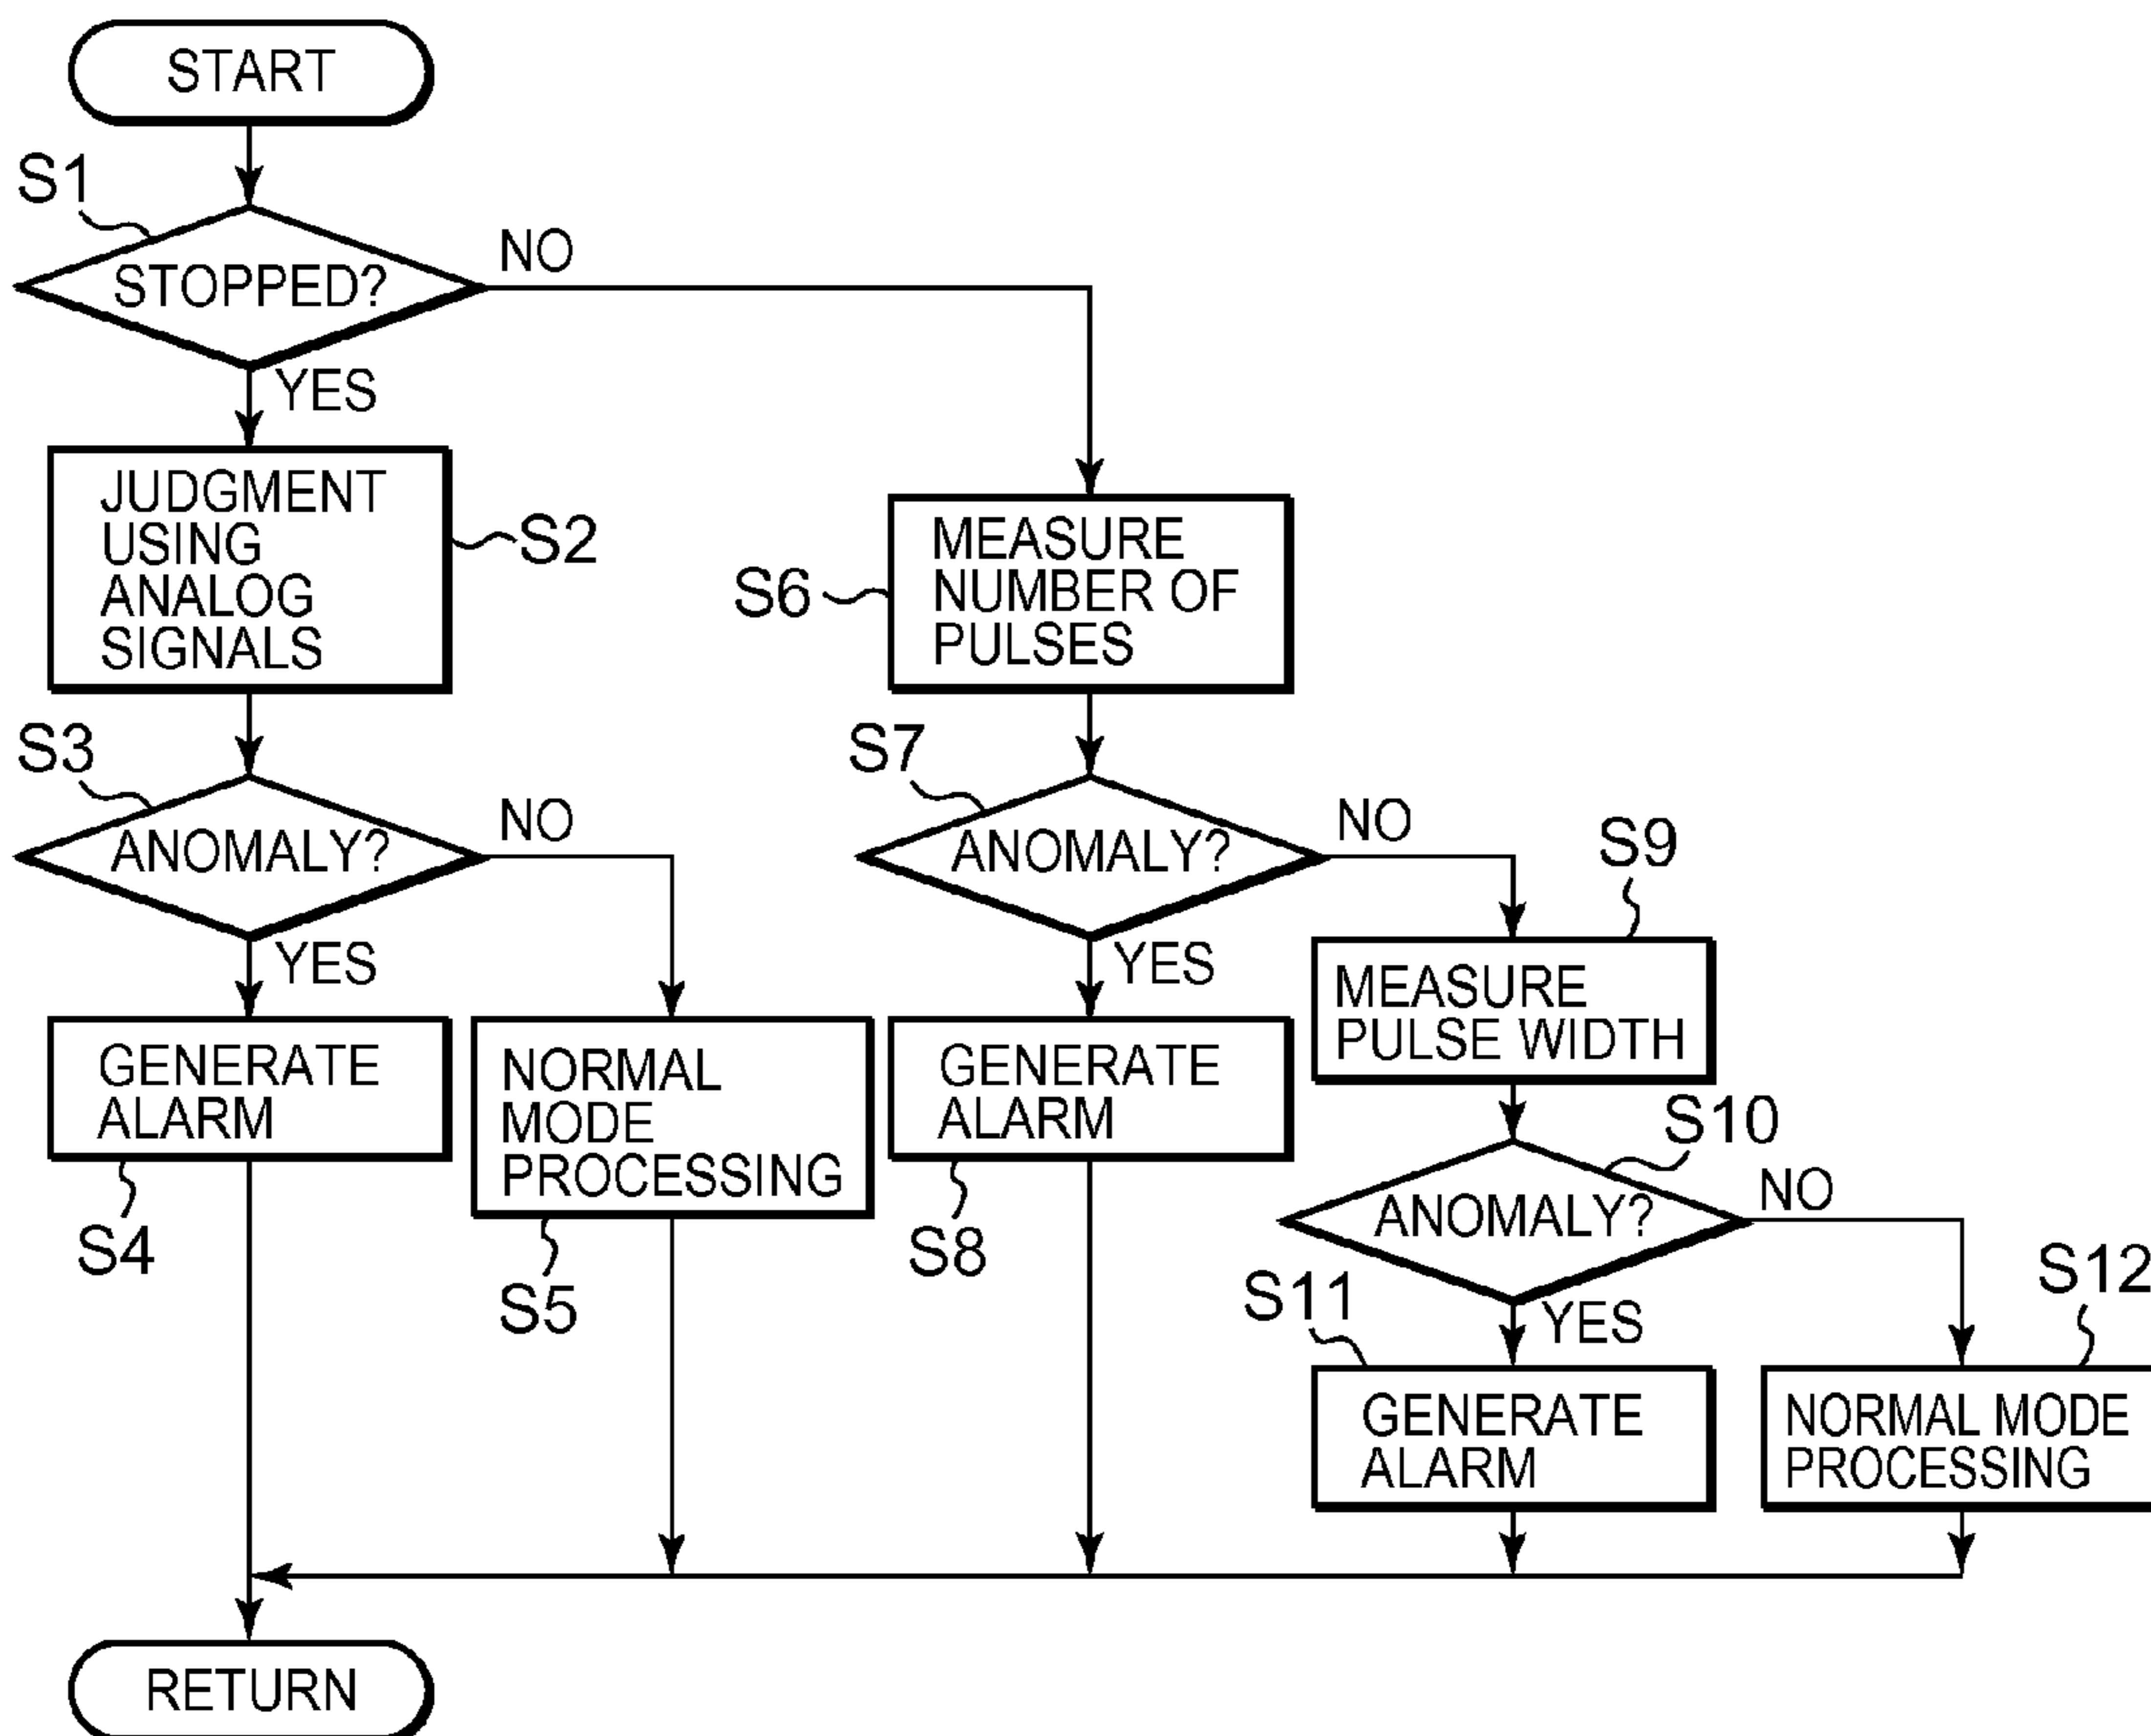 START
S1
STOPPED?
NO
YES
JUDGMENT
USING
ANALOG
SIGNALS
S2
S6
MEASURE
NUMBER OF
PULSES
S3
ANOMALY?
NO
YES
S7
ANOMALY?
NO
YES
S9
MEASURE
PULSE WIDTH
GENERATE
ALARM
S4
NORMAL
MODE
PROCESSING
S5
GENERATE
ALARM
S8
S10
ANOMALY?
NO
YES
S11
GENERATE
ALARM
S12
NORMAL MODE
PROCESSING
RETURN